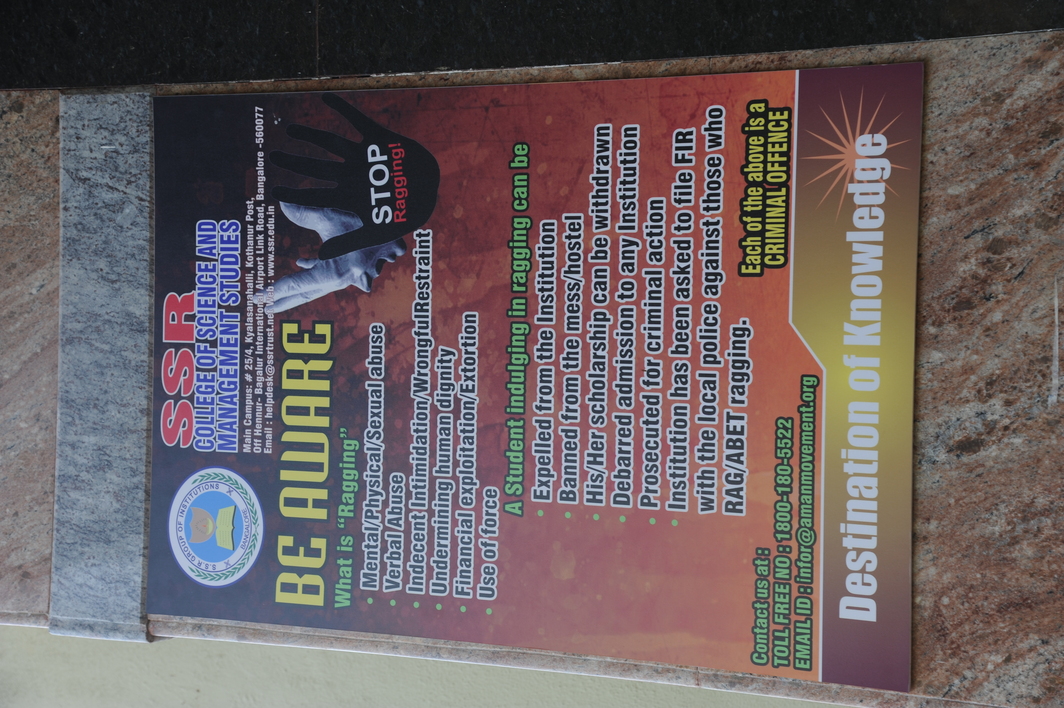 S.S.R GROUP OF INSTITUTIONS
BANGALORE
SSR
COLLEGE OF SCIENCE AND
MANAGEMENT STUDIES
Main Campus: # 25/4, Kyalasanahalli, Kothanur Post,
Off Hennur- Bagalur International Airport Link Road, Bangalore -560077
Email : helpdesk@ssrtrust.net Web : www.ssr.edu.in
BE AWARE
What is “Ragging”
• Mental/Physical/Sexual abuse
• Verbal Abuse
• Indecent Intimidation/WrongfulRestraint
• Undermining human dignity
• Financial exploitation/Extortion
• Use of force
STOP
Ragging!
A Student indulging in ragging can be
• Expelled from the Institution
• Banned from the mess/hostel
• His/Her scholarship can be withdrawn
• Debarred admission to any Institution
• Prosecuted for criminal action
• Institution has been asked to file FIR
with the local police against those who
RAG/ABET ragging.
Each of the above is a
CRIMINAL OFFENCE
Contact us at :
TOLL FREE NO : 1800-180-5522
EMAIL ID : infor@amanmovement.org
Destination of Knowledge